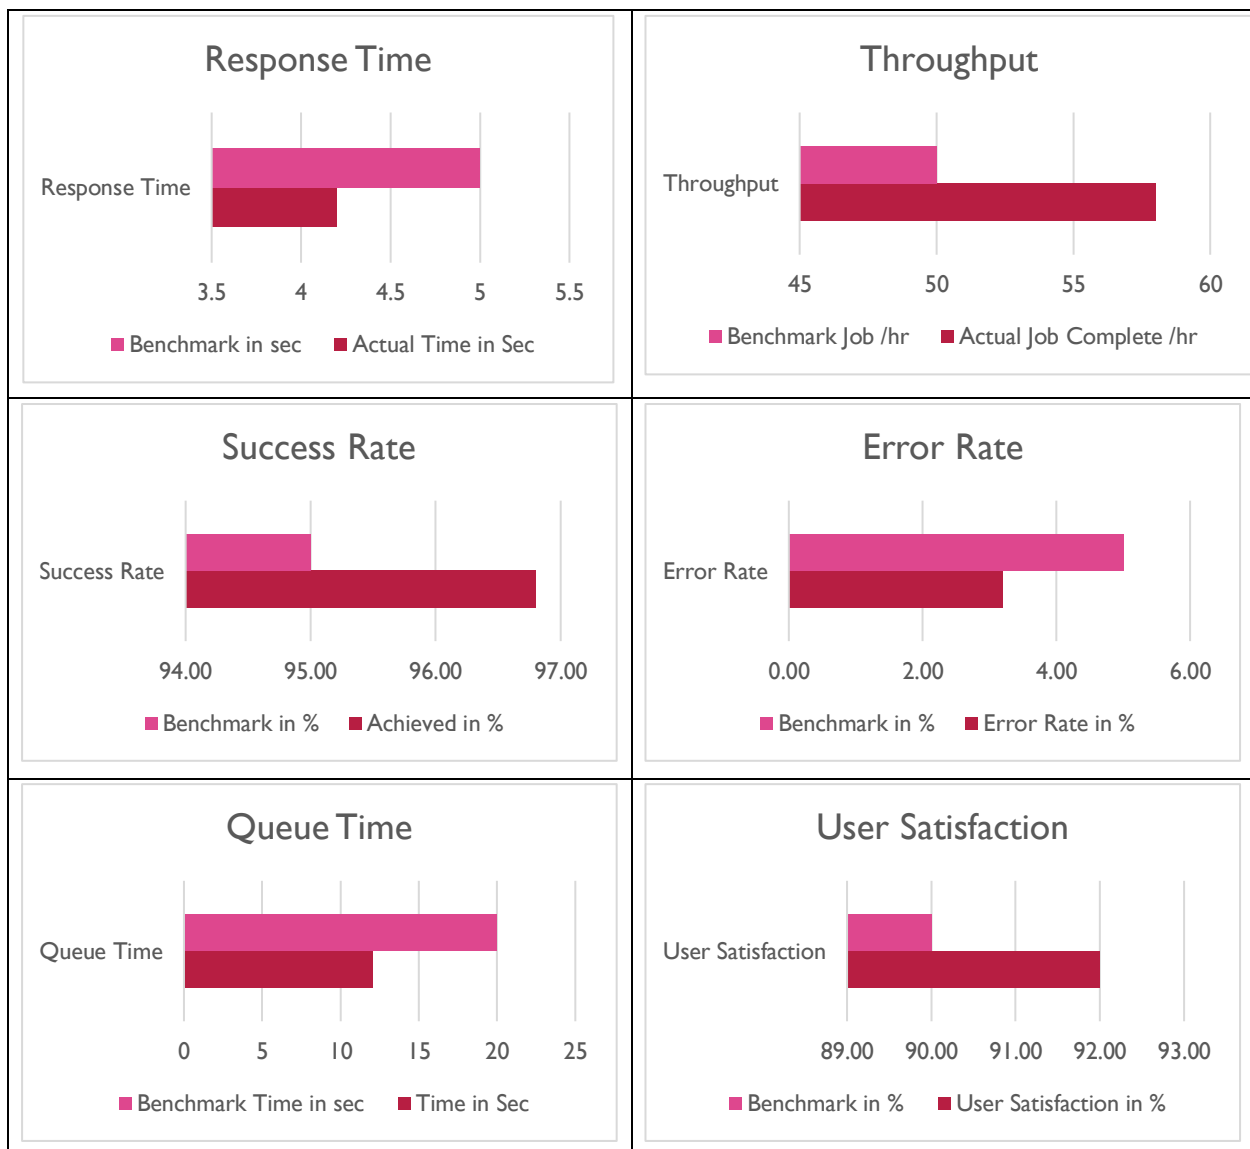 Response Time
Response Time
3.5 4 4.5 5 5.5
Benchmark in sec Actual Time in Sec
Throughput
Throughput
45 50 55 60
Benchmark Job /hr Actual Job Complete /hr
Success Rate
Success Rate
94.00 95.00 96.00 97.00
Benchmark in % Achieved in %
Error Rate
Error Rate
0.00 2.00 4.00 6.00
Benchmark in % Error Rate in %
Queue Time
Queue Time
0 5 10 15 20 25
Benchmark Time in sec Time in Sec
User Satisfaction
User Satisfaction
89.00 90.00 91.00 92.00 93.00
Benchmark in % User Satisfaction in %